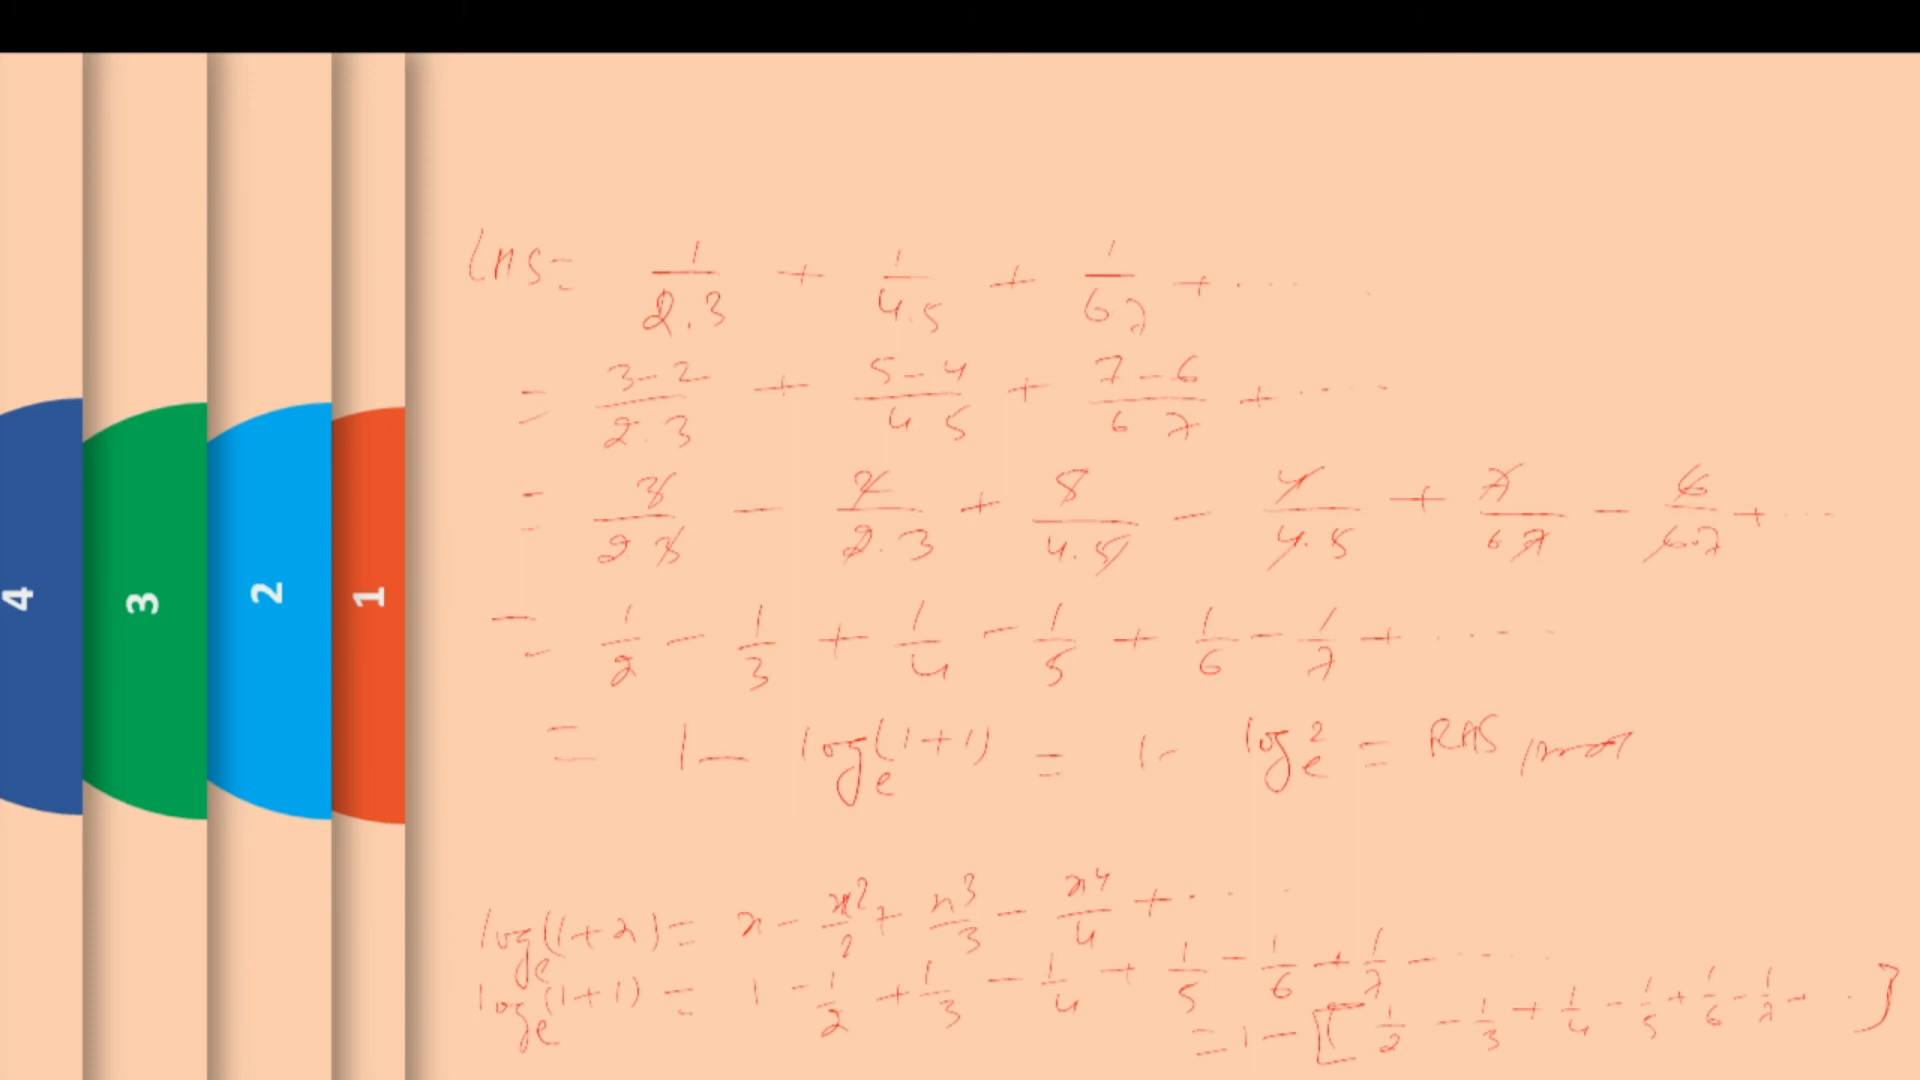 LHS = 1/2.3 + 1/4.5 + 1/6 7 + ....
= 3-2/2.3 + 5-4/4 5 + 7-6/6 7 + ....
= 3/2.3 - 2/2.3 + 5/4.5 - 4/4.5 + 7/6 7 - 6/6.7 + ...
= 1/2 - 1/3 + 1/4 - 1/5 + 1/6 - 1/7 + ....
= 1 - log_e(1+1) = 1 - log_e 2 = RHS
log_e(1+x) = x - x²/2 + x³/3 - x⁴/4 + ....
log_e(1+1) = 1 - 1/2 + 1/3 - 1/4 + 1/5 - 1/6 + 1/7 - ....
= 1 - [1/2 - 1/3 + 1/4 - 1/5 + 1/6 - 1/7 + ..]
4
3
2
1